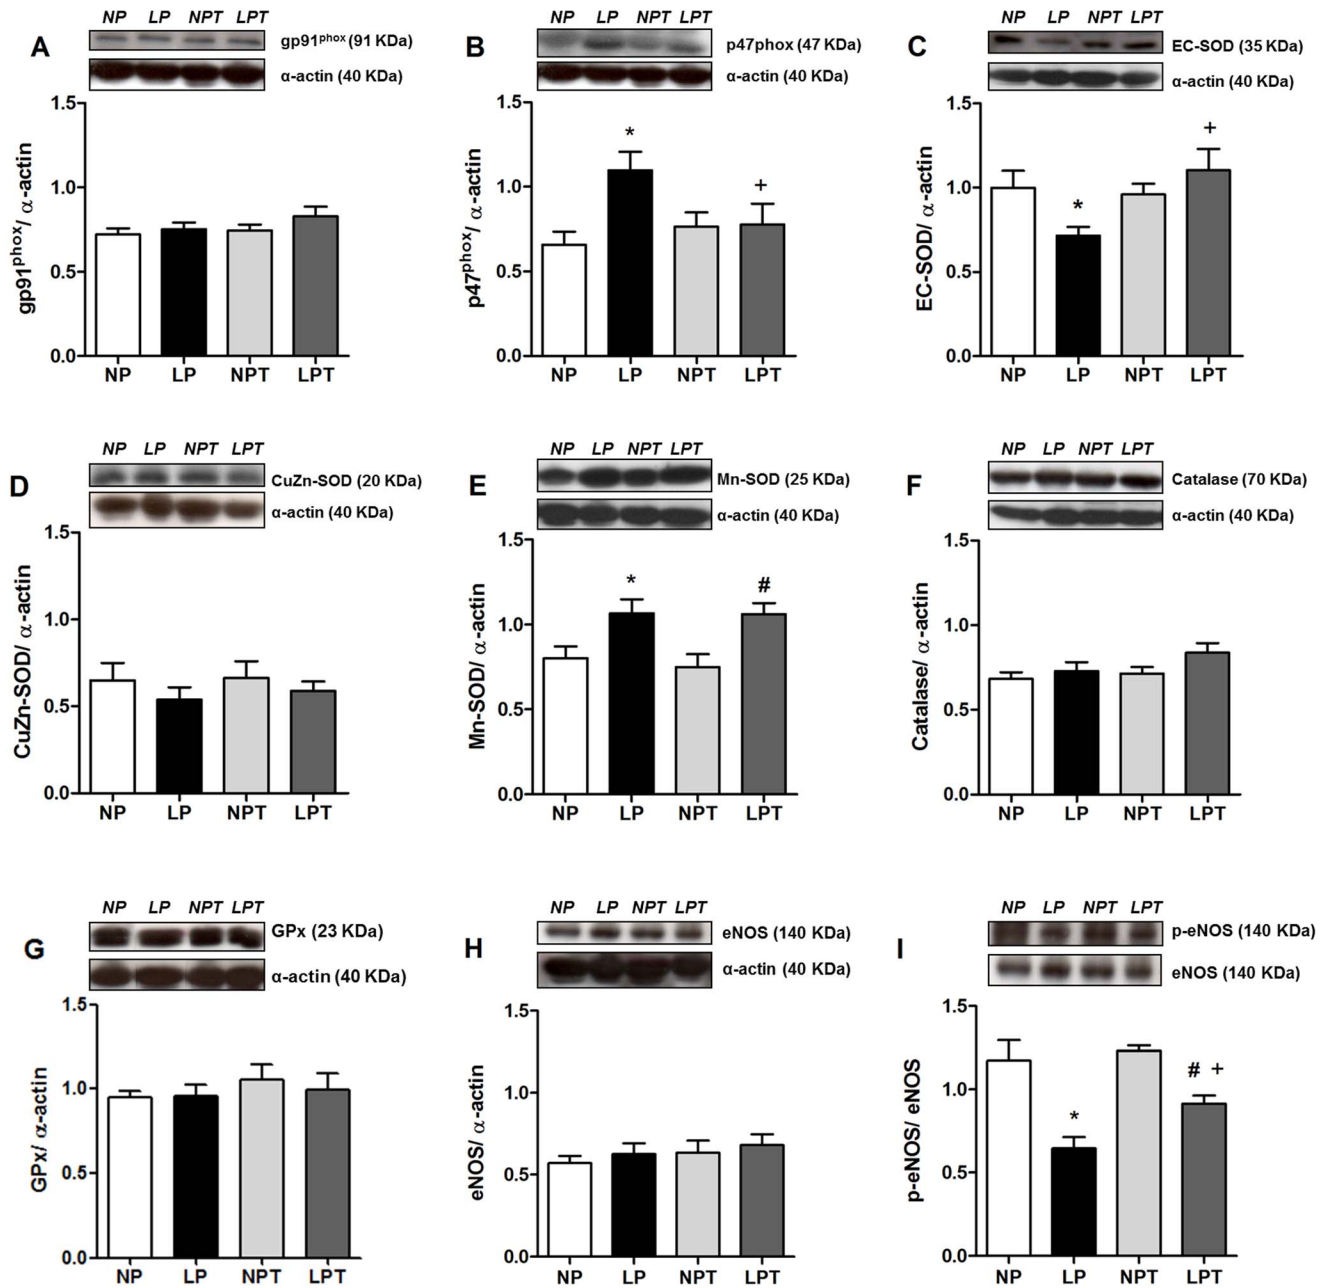 A
NP LP NPT LPT
gp91phox (91 KDa)
α-actin (40 KDa)
gp91phox/ α-actin
1.5
1.0
0.5
0.0
NP LP NPT LPT
B
NP LP NPT LPT
p47phox (47 KDa)
α-actin (40 KDa)
p47phox/ α-actin
1.5
1.0
0.5
0.0
*
+
NP LP NPT LPT
C
NP LP NPT LPT
EC-SOD (35 KDa)
α-actin (40 KDa)
EC-SOD/ α-actin
1.5
1.0
0.5
0.0
*
+
NP LP NPT LPT
D
NP LP NPT LPT
CuZn-SOD (20 KDa)
α-actin (40 KDa)
CuZn-SOD/ α-actin
1.5
1.0
0.5
0.0
NP LP NPT LPT
E
NP LP NPT LPT
Mn-SOD (25 KDa)
α-actin (40 KDa)
Mn-SOD/ α-actin
1.5
1.0
0.5
0.0
*
#
NP LP NPT LPT
F
NP LP NPT LPT
Catalase (70 KDa)
α-actin (40 KDa)
Catalase/ α-actin
1.5
1.0
0.5
0.0
NP LP NPT LPT
G
NP LP NPT LPT
GPx (23 KDa)
α-actin (40 KDa)
GPx/ α-actin
1.5
1.0
0.5
0.0
NP LP NPT LPT
H
NP LP NPT LPT
eNOS (140 KDa)
α-actin (40 KDa)
eNOS/ α-actin
1.5
1.0
0.5
0.0
NP LP NPT LPT
I
NP LP NPT LPT
p-eNOS (140 KDa)
eNOS (140 KDa)
p-eNOS/ eNOS
1.5
1.0
0.5
0.0
*
# +
NP LP NPT LPT